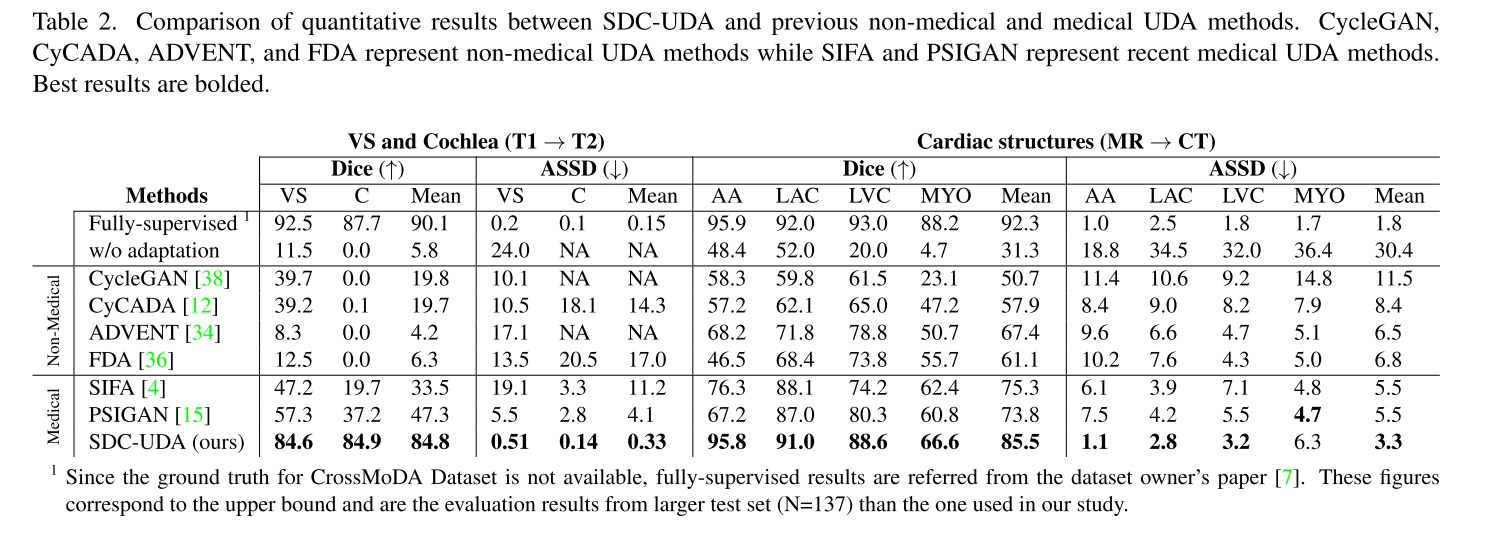 Table 2. Comparison of quantitative results between SDC-UDA and previous non-medical and medical UDA methods. CycleGAN,
CyCADA, ADVENT, and FDA represent non-medical UDA methods while SIFA and PSIGAN represent recent medical UDA methods.
Best results are bolded.
VS and Cochlea (T1 → T2) Cardiac structures (MR → CT)
Dice (↑) ASSD (↓) Dice (↑) ASSD (↓)
Methods VS C Mean VS C Mean AA LAC LVC MYO Mean AA LAC LVC MYO Mean
Fully-supervised 1 92.5 87.7 90.1 0.2 0.1 0.15 95.9 92.0 93.0 88.2 92.3 1.0 2.5 1.8 1.7 1.8
w/o adaptation 11.5 0.0 5.8 24.0 NA NA 48.4 52.0 20.0 4.7 31.3 18.8 34.5 32.0 36.4 30.4
Non-Medical
CycleGAN [38] 39.7 0.0 19.8 10.1 NA NA 58.3 59.8 61.5 23.1 50.7 11.4 10.6 9.2 14.8 11.5
CyCADA [12] 39.2 0.1 19.7 10.5 18.1 14.3 57.2 62.1 65.0 47.2 57.9 8.4 9.0 8.2 7.9 8.4
ADVENT [34] 8.3 0.0 4.2 17.1 NA NA 68.2 71.8 78.8 50.7 67.4 9.6 6.6 4.7 5.1 6.5
FDA [36] 12.5 0.0 6.3 13.5 20.5 17.0 46.5 68.4 73.8 55.7 61.1 10.2 7.6 4.3 5.0 6.8
Medical
SIFA [4] 47.2 19.7 33.5 19.1 3.3 11.2 76.3 88.1 74.2 62.4 75.3 6.1 3.9 7.1 4.8 5.5
PSIGAN [15] 57.3 37.2 47.3 5.5 2.8 4.1 67.2 87.0 80.3 60.8 73.8 7.5 4.2 5.5 4.7 5.5
SDC-UDA (ours) 84.6 84.9 84.8 0.51 0.14 0.33 95.8 91.0 88.6 66.6 85.5 1.1 2.8 3.2 6.3 3.3
1 Since the ground truth for CrossMoDA Dataset is not available, fully-supervised results are referred from the dataset owner's paper [7]. These figures
correspond to the upper bound and are the evaluation results from larger test set (N=137) than the one used in our study.